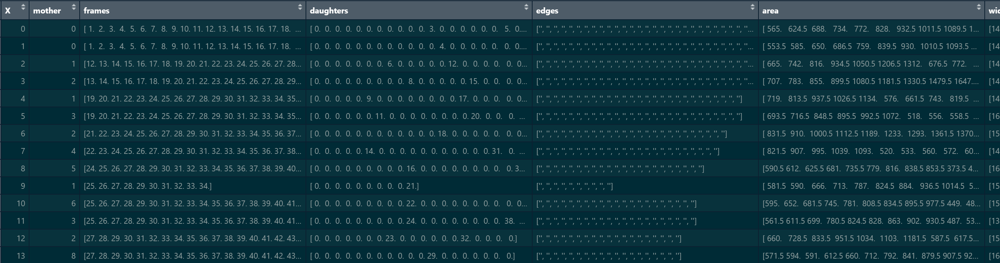 X mother frames daughters edges area wid
0 0 [ 1. 2. 3. 4. 5. 6. 7. 8. 9. 10. 11. 12. 13. 14. 15. 16. 17. 18. ... [ 0. 0. 0. 0. 0. 0. 0. 0. 0. 0. 0. 3. 0. 0. 0. 0. 0. 0. 5. 0.... ['', '', '', '', '', '', '', '', '', '', '', '', '', '', '', '', '', '', '', '', '', '', '', '', '', '', '', ''... [ 565. 624.5 688. 734. 772. 828. 932.5 1011.5 1089.5 1... [14
1 0 [ 1. 2. 3. 4. 5. 6. 7. 8. 9. 10. 11. 12. 13. 14. 15. 16. 17. 18. ... [ 0. 0. 0. 0. 0. 0. 0. 0. 0. 0. 0. 0. 4. 0. 0. 0. 0. 0. 0. 0.... ['', '', '', '', '', '', '', '', '', '', '', '', '', '', '', '', '', '', '', '', '', '', '', '', '', '', '', ''... [ 553.5 585. 650. 686.5 759. 839.5 930. 1010.5 1093.5 ... [14
2 1 [12. 13. 14. 15. 16. 17. 18. 19. 20. 21. 22. 23. 24. 25. 26. 27. 28... [ 0. 0. 0. 0. 0. 0. 0. 6. 0. 0. 0. 0. 0. 12. 0. 0. 0. 0. 0. 0... ['', '', '', '', '', '', '', '', '', '', '', '', '', '', '', '', '', '', '', '', '', '', '', '', '', '', '', ''... [ 665. 742. 816. 934.5 1050.5 1206.5 1312. 676.5 772. ... [14
3 2 [13. 14. 15. 16. 17. 18. 19. 20. 21. 22. 23. 24. 25. 26. 27. 28. 29... [ 0. 0. 0. 0. 0. 0. 0. 0. 0. 8. 0. 0. 0. 0. 0. 15. 0. 0. 0. 0. 0... ['', '', '', '', '', '', '', '', '', '', '', '', '', '', '', '', '', '', '', '', '', '', '', '', '', '', '', ''... [ 707. 783. 855. 899.5 1080.5 1181.5 1330.5 1479.5 1647.... [14
4 1 [19. 20. 21. 22. 23. 24. 25. 26. 27. 28. 29. 30. 31. 32. 33. 34. 35... [ 0. 0. 0. 0. 0. 9. 0. 0. 0. 0. 0. 0. 0. 0. 17. 0. 0. 0. 0. 0... ['', '', '', '', '', '', '', '', '', '', '', '', '', '', '', '', '', '', '', '', '', '', '', '', '', '', ''] [ 719. 813.5 937.5 1026.5 1134. 576. 661.5 743. 819.5 ... [14
5 3 [19. 20. 21. 22. 23. 24. 25. 26. 27. 28. 29. 30. 31. 32. 33. 34. 35... [ 0. 0. 0. 0. 0. 0. 11. 0. 0. 0. 0. 0. 0. 0. 0. 20. 0. 0. 0. ... ['', '', '', '', '', '', '', '', '', '', '', '', '', '', '', '', '', '', '', '', '', '', '', '', '', '', ''] [ 693.5 716.5 848.5 895.5 992.5 1072. 518. 556. 558.5 ... [16
6 2 [21. 22. 23. 24. 25. 26. 27. 28. 29. 30. 31. 32. 33. 34. 35. 36. 37... [ 0. 0. 0. 0. 0. 0. 0. 0. 0. 0. 0. 0. 18. 0. 0. 0. 0. 0. 0. 0... ['', '', '', '', '', '', '', '', '', '', '', '', '', '', '', '', '', '', '', '', '', '', '', '', ''] [ 831.5 910. 1000.5 1112.5 1189. 1233. 1293. 1361.5 1370... [15
7 4 [22. 23. 24. 25. 26. 27. 28. 29. 30. 31. 32. 33. 34. 35. 36. 37. 38... [ 0. 0. 0. 0. 0. 14. 0. 0. 0. 0. 0. 0. 0. 0. 0. 0. 0. 31. 0. ... ['', '', '', '', '', '', '', '', '', '', '', '', '', '', '', '', '', '', '', '', '', '', '', ''] [ 821.5 907. 995. 1039. 1093. 520. 533. 560. 572. 60... [14
8 5 [24. 25. 26. 27. 28. 29. 30. 31. 32. 33. 34. 35. 36. 37. 38. 39. 40... [ 0. 0. 0. 0. 0. 0. 0. 0. 0. 16. 0. 0. 0. 0. 0. 0. 0. 0. 0. 3... ['', '', '', '', '', '', '', '', '', '', '', '', '', '', '', '', '', '', '', '', '', ''] [590.5 612. 625.5 681. 735.5 779. 816. 838.5 853.5 373.5 4... [16
9 1 [25. 26. 27. 28. 29. 30. 31. 32. 33. 34.] [ 0. 0. 0. 0. 0. 0. 0. 0. 0. 21.] ['', '', '', '', '', '', '', '', '', ''] [ 581.5 590. 666. 713. 787. 824.5 884. 936.5 1014.5 5... [15
10 6 [25. 26. 27. 28. 29. 30. 31. 32. 33. 34. 35. 36. 37. 38. 39. 40. 41... [ 0. 0. 0. 0. 0. 0. 0. 0. 0. 22. 0. 0. 0. 0. 0. 0. 0. 0. 0. 0... ['', '', '', '', '', '', '', '', '', '', '', '', '', '', '', '', '', '', '', '', ''] [595. 652. 681.5 745. 781. 808.5 834.5 895.5 977.5 449. 48... [15
11 3 [25. 26. 27. 28. 29. 30. 31. 32. 33. 34. 35. 36. 37. 38. 39. 40. 41... [ 0. 0. 0. 0. 0. 0. 0. 0. 0. 24. 0. 0. 0. 0. 0. 0. 0. 0. 38. ... ['', '', '', '', '', '', '', '', '', '', '', '', '', '', '', '', '', '', '', '', ''] [561.5 611.5 699. 780.5 824.5 828. 863. 902. 930.5 487. 53... [13
12 2 [27. 28. 29. 30. 31. 32. 33. 34. 35. 36. 37. 38. 39. 40. 41. 42. 43... [ 0. 0. 0. 0. 0. 0. 0. 23. 0. 0. 0. 0. 0. 0. 32. 0. 0. 0. 0.] ['', '', '', '', '', '', '', '', '', '', '', '', '', '', '', '', '', '', ''] [ 660. 728.5 833.5 951.5 1034. 1103. 1181.5 587.5 617.5... [15
13 8 [27. 28. 29. 30. 31. 32. 33. 34. 35. 36. 37. 38. 39. 40. 41. 42. 43... [ 0. 0. 0. 0. 0. 0. 0. 0. 0. 0. 0. 29. 0. 0. 0. 0. 0. 0. 0.] ['', '', '', '', '', '', '', '', '', '', '', '', '', '', '', '', '', '', ''] [571.5 594. 591. 612.5 660. 712. 792. 841. 879.5 907.5 92... [16